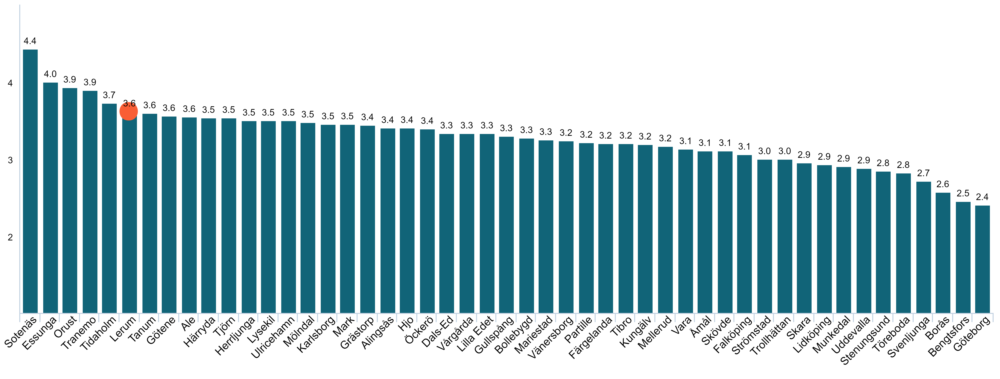 4.4
4.0
3.9
3.9
3.7
3.6
3.6
3.6
3.6
3.5
3.5
3.5
3.5
3.5
3.5
3.5
3.5
3.4
3.4
3.4
3.4
3.3
3.3
3.3
3.3
3.3
3.3
3.2
3.2
3.2
3.2
3.2
3.2
3.1
3.1
3.1
3.1
3.0
3.0
2.9
2.9
2.9
2.9
2.8
2.8
2.7
2.6
2.5
2.4
4
3
2
Sotenäs
Essunga
Orust
Tranemo
Tidaholm
Lerum
Tanum
Götene
Ale
Härryda
Tjörn
Herrljunga
Lysekil
Ulricehamn
Mölndal
Karlsborg
Mark
Grästorp
Alingsås
Hjo
Öckerö
Dals-Ed
Vårgårda
Lilla Edet
Gullspång
Bollebygd
Mariestad
Vänersborg
Partille
Färgelanda
Tibro
Kungälv
Mellerud
Vara
Åmål
Skövde
Falköping
Strömstad
Trollhättan
Skara
Lidköping
Munkedal
Uddevalla
Stenungsund
Töreboda
Svenljunga
Borås
Bengtsfors
Göteborg